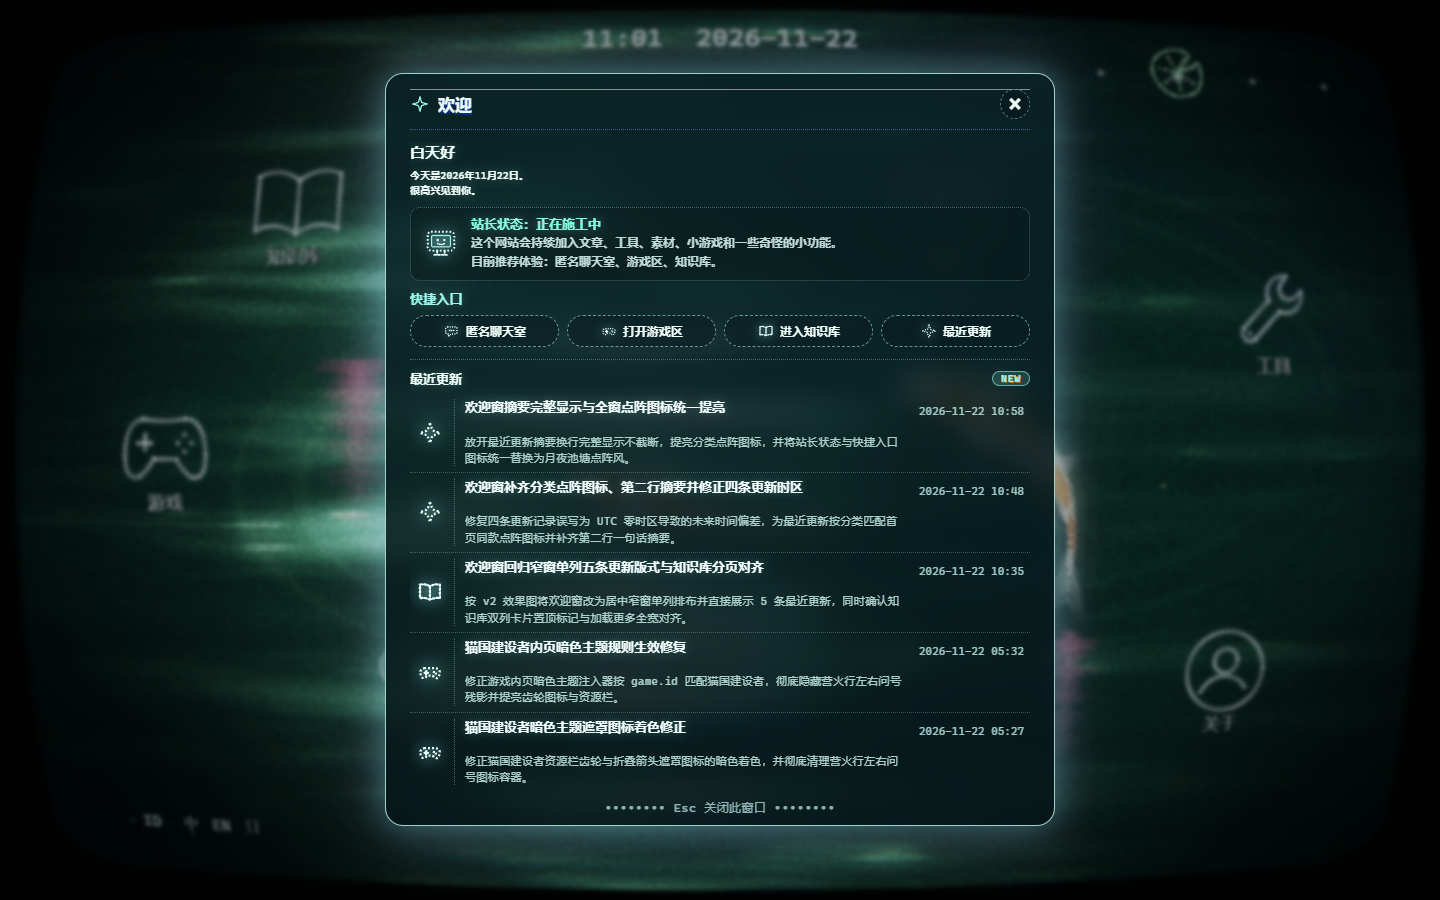 11:01 2026-11-22
欢迎
白天好
今天是2026年11月22日。
很高兴见到你。
站长状态：正在施工中
这个网站会持续加入文章、工具、素材、小游戏和一些奇怪的小功能。
目前推荐体验：匿名聊天室、游戏区、知识库。
快捷入口
匿名聊天室 打开游戏区 进入知识库 最近更新
最近更新 NEW
欢迎窗摘要完整显示与全窗点阵图标统一提亮 2026-11-22 10:58
放开最近更新摘要换行完整显示不截断，提亮分类点阵图标，并将站长状态与快捷入口
图标统一替换为月夜池塘点阵风。
欢迎窗补齐分类点阵图标、第二行摘要并修正四条更新时区 2026-11-22 10:48
修复四条更新记录误写为 UTC 零时区导致的未来时间偏差，为最近更新按分类匹配首
页同款点阵图标并补齐第二行一句话摘要。
欢迎窗回归窄窗单列五条更新版式与知识库分页对齐 2026-11-22 10:35
按 v2 效果图将欢迎窗改为居中窄窗单列排布并直接展示 5 条最近更新，同时确认知
识库双列卡片置顶标记与加载更多全宽对齐。
猫国建设者内页暗色主题规则生效修复 2026-11-22 05:32
修正游戏内页暗色主题注入器按 game.id 匹配猫国建设者，彻底隐藏营火行左右问号
残影并提亮齿轮图标与资源栏。
猫国建设者暗色主题遮罩图标着色修正 2026-11-22 05:27
修正猫国建设者资源栏齿轮与折叠箭头遮罩图标的暗色着色，并彻底清理营火行左右问
号图标容器。
•••••••• Esc 关闭此窗口 ••••••••
游戏
工具
关于
ID 中 EN 日